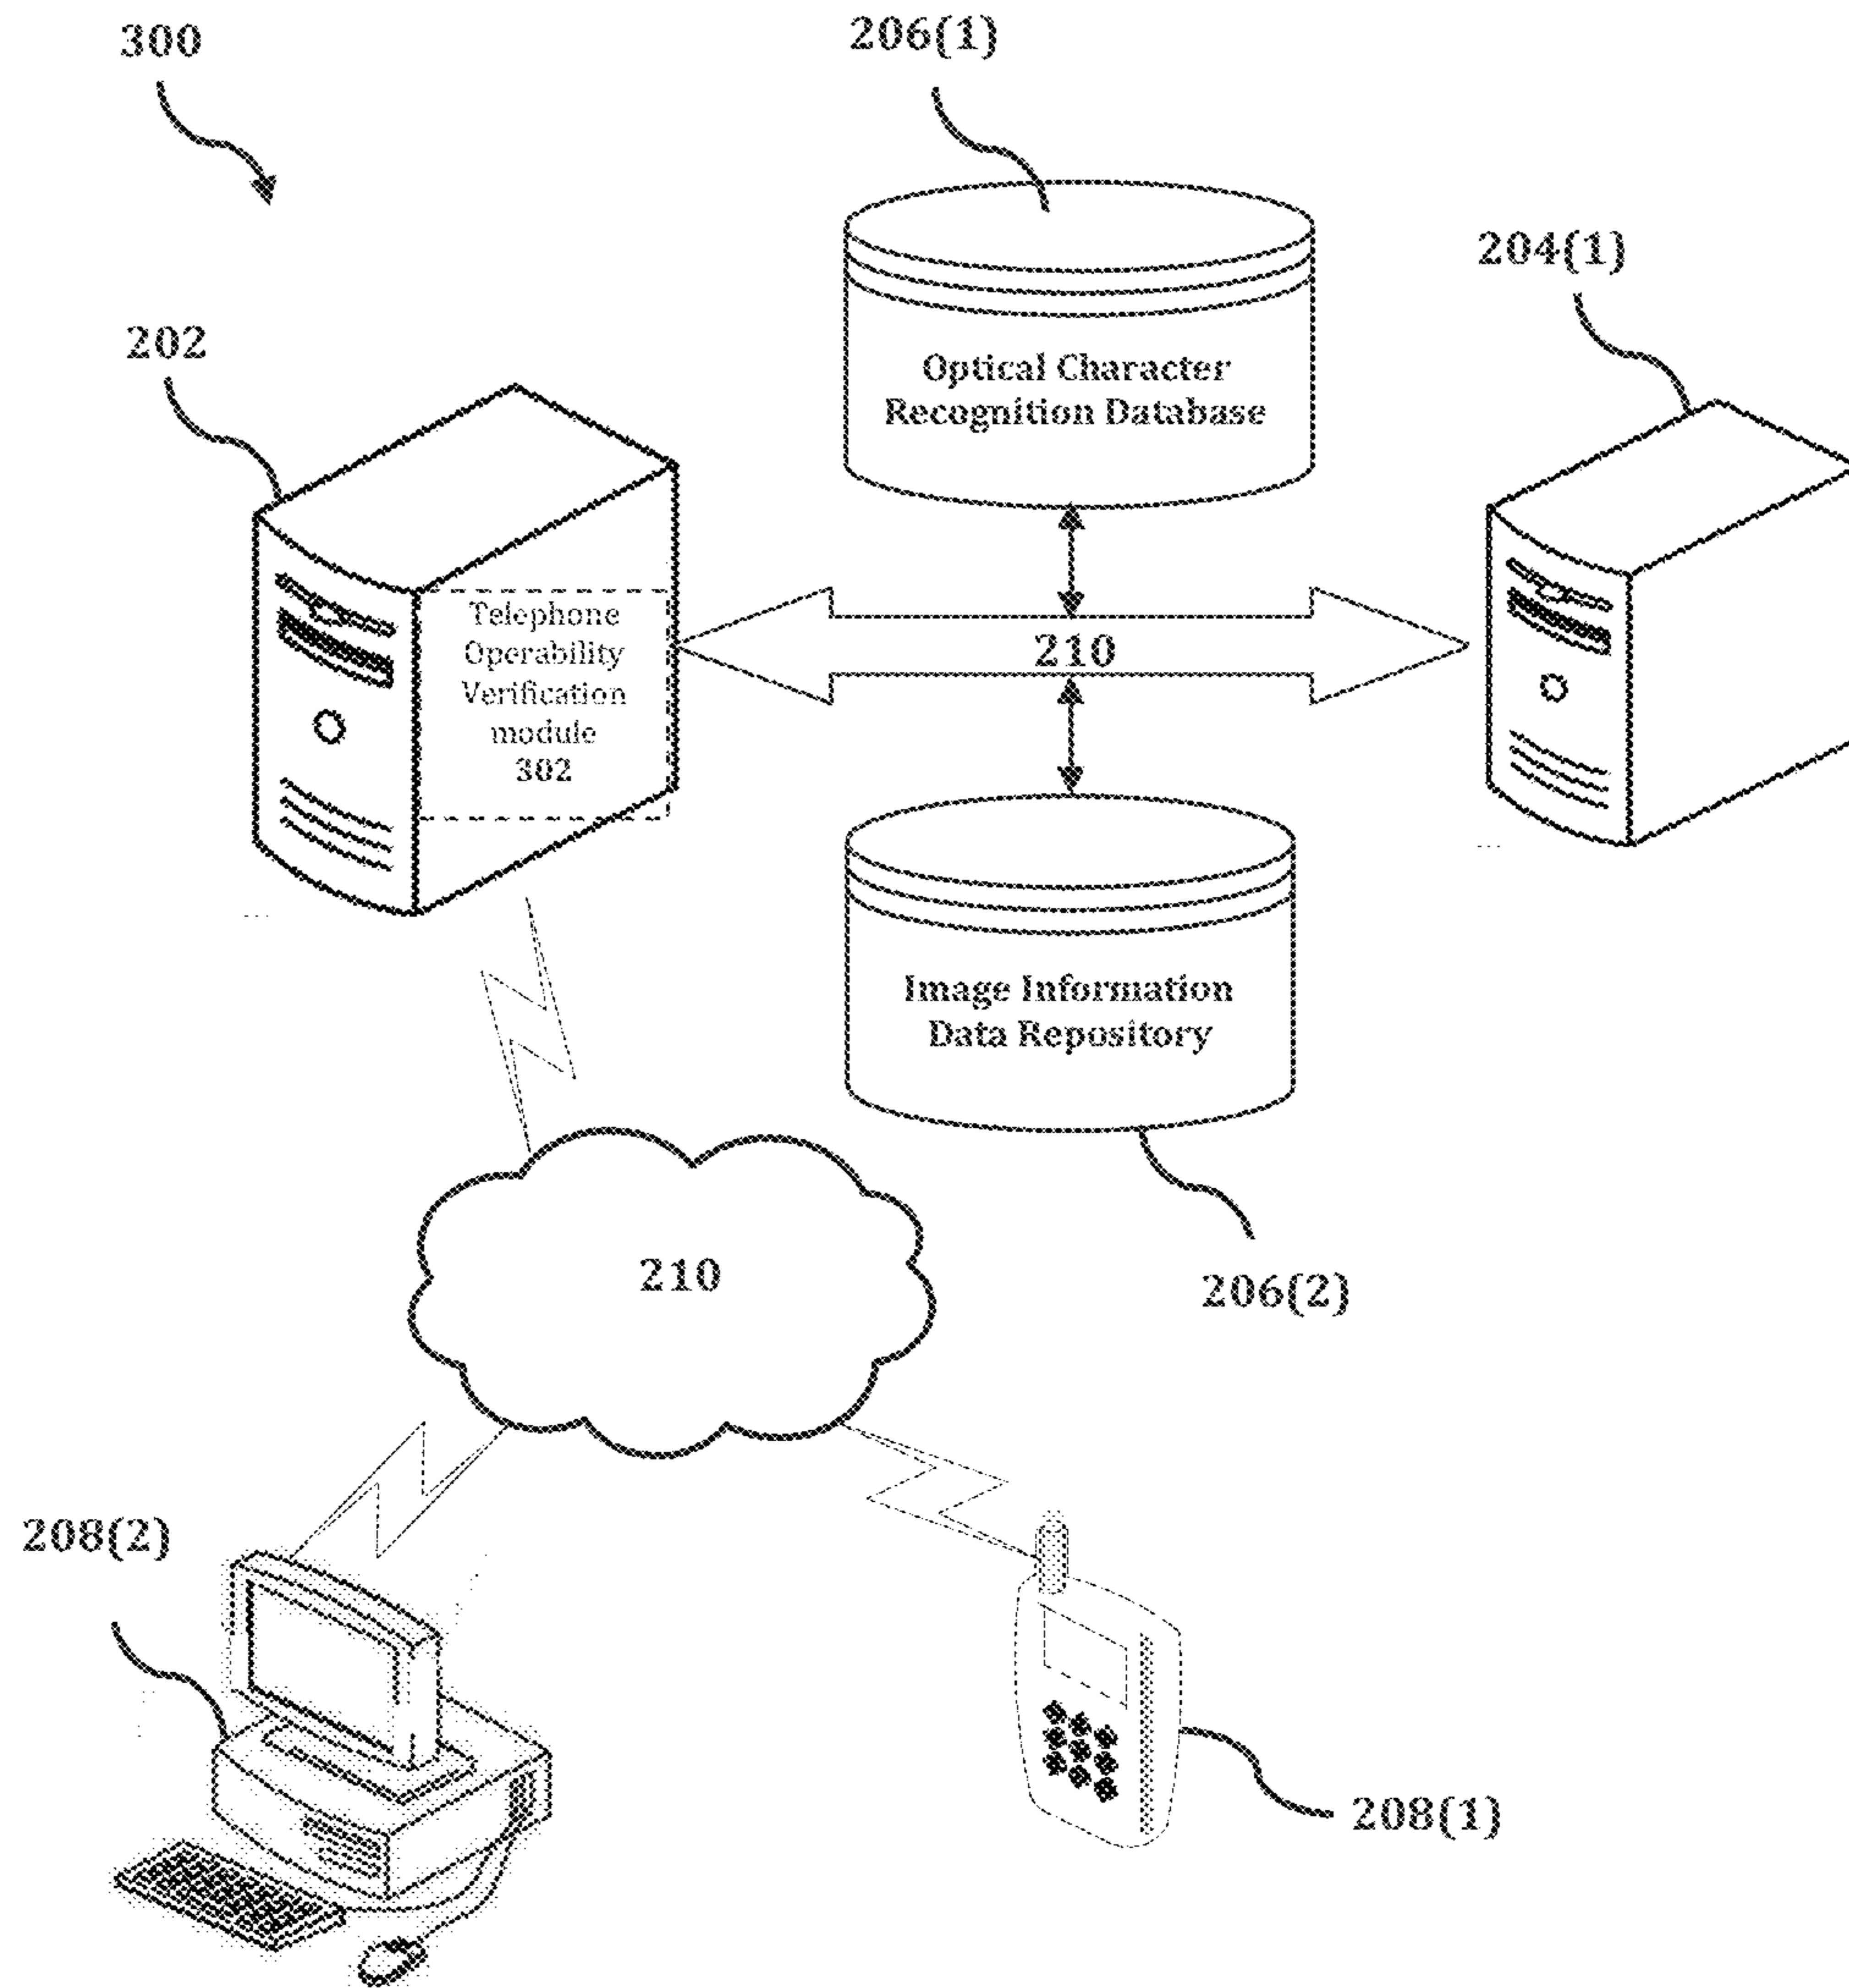 300
206(1)
204(1)
202
Optical Character
Recognition Database
Telephone
Operability
Verification
module
302
210
Image Information
Data Repository
210
206(2)
208(2)
208(1)